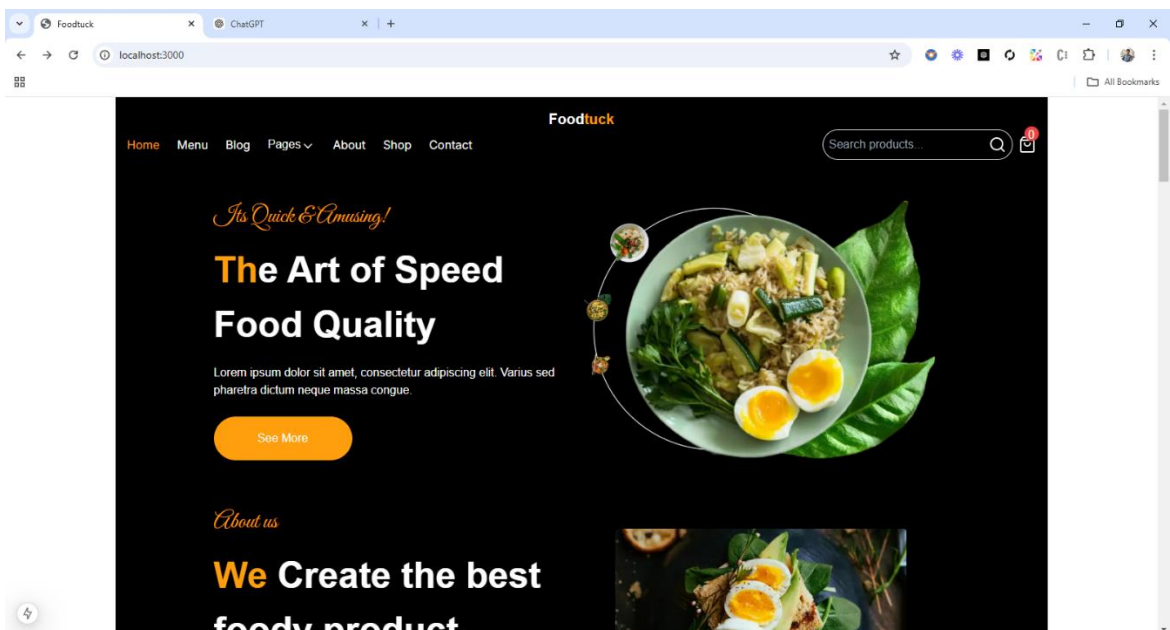 Foodtuck
ChatGPT
localhost:3000
All Bookmarks
Foodtuck
Home Menu Blog Pages About Shop Contact
Search products...
0
Its Quick & Amusing!
The Art of Speed
Food Quality
Lorem ipsum dolor sit amet, consectetur adipiscing elit. Varius sed
pharetra dictum neque massa congue.
See More
About us
We Create the best
foody product